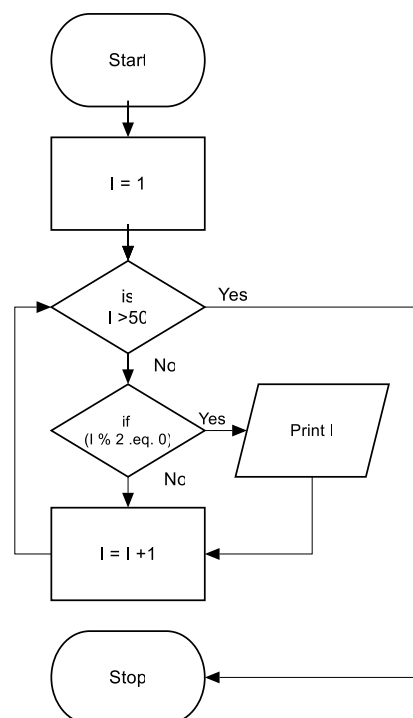 Start
I = 1
is
I >50
Yes
No
if
(I % 2 .eq. 0)
Yes
Print I
No
I = I +1
Stop